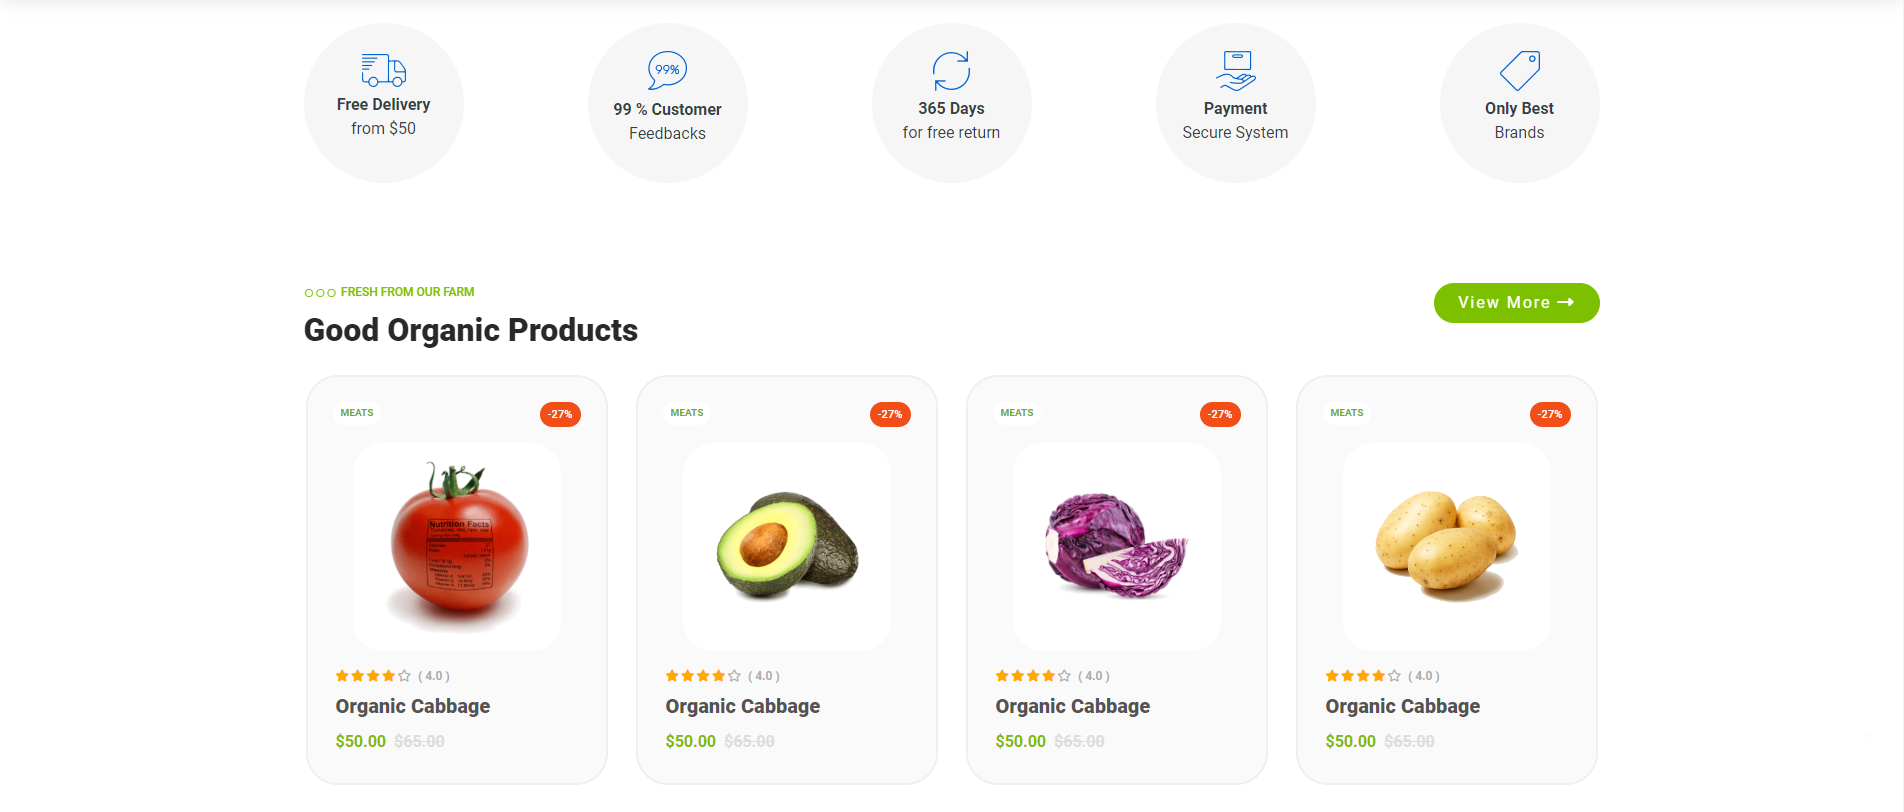 99%
Free Delivery
from $50
99 % Customer
Feedbacks
365 Days
for free return
Payment
Secure System
Only Best
Brands
FRESH FROM OUR FARM
Good Organic Products
View More
MEATS
-27%
Nutrition Facts
( 4.0 )
Organic Cabbage
$50.00 $65.00
MEATS
-27%
( 4.0 )
Organic Cabbage
$50.00 $65.00
MEATS
-27%
( 4.0 )
Organic Cabbage
$50.00 $65.00
MEATS
-27%
( 4.0 )
Organic Cabbage
$50.00 $65.00